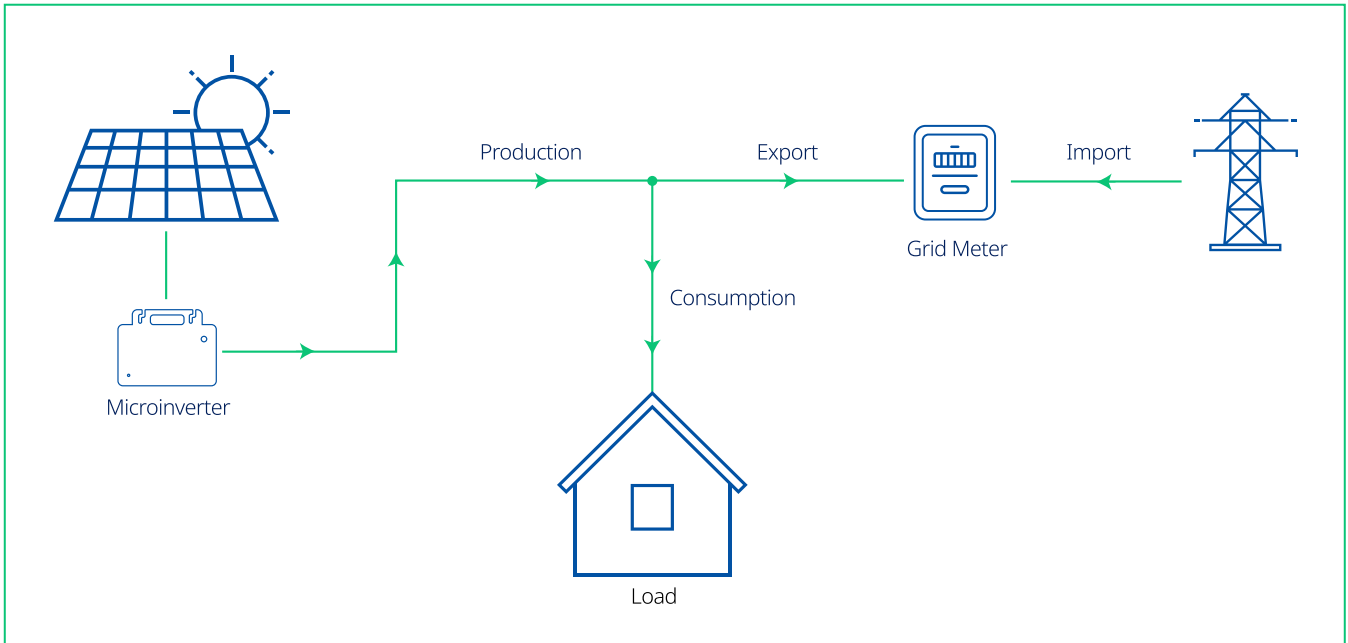 Production
Export
Import
Grid Meter
Consumption
Microinverter
Load